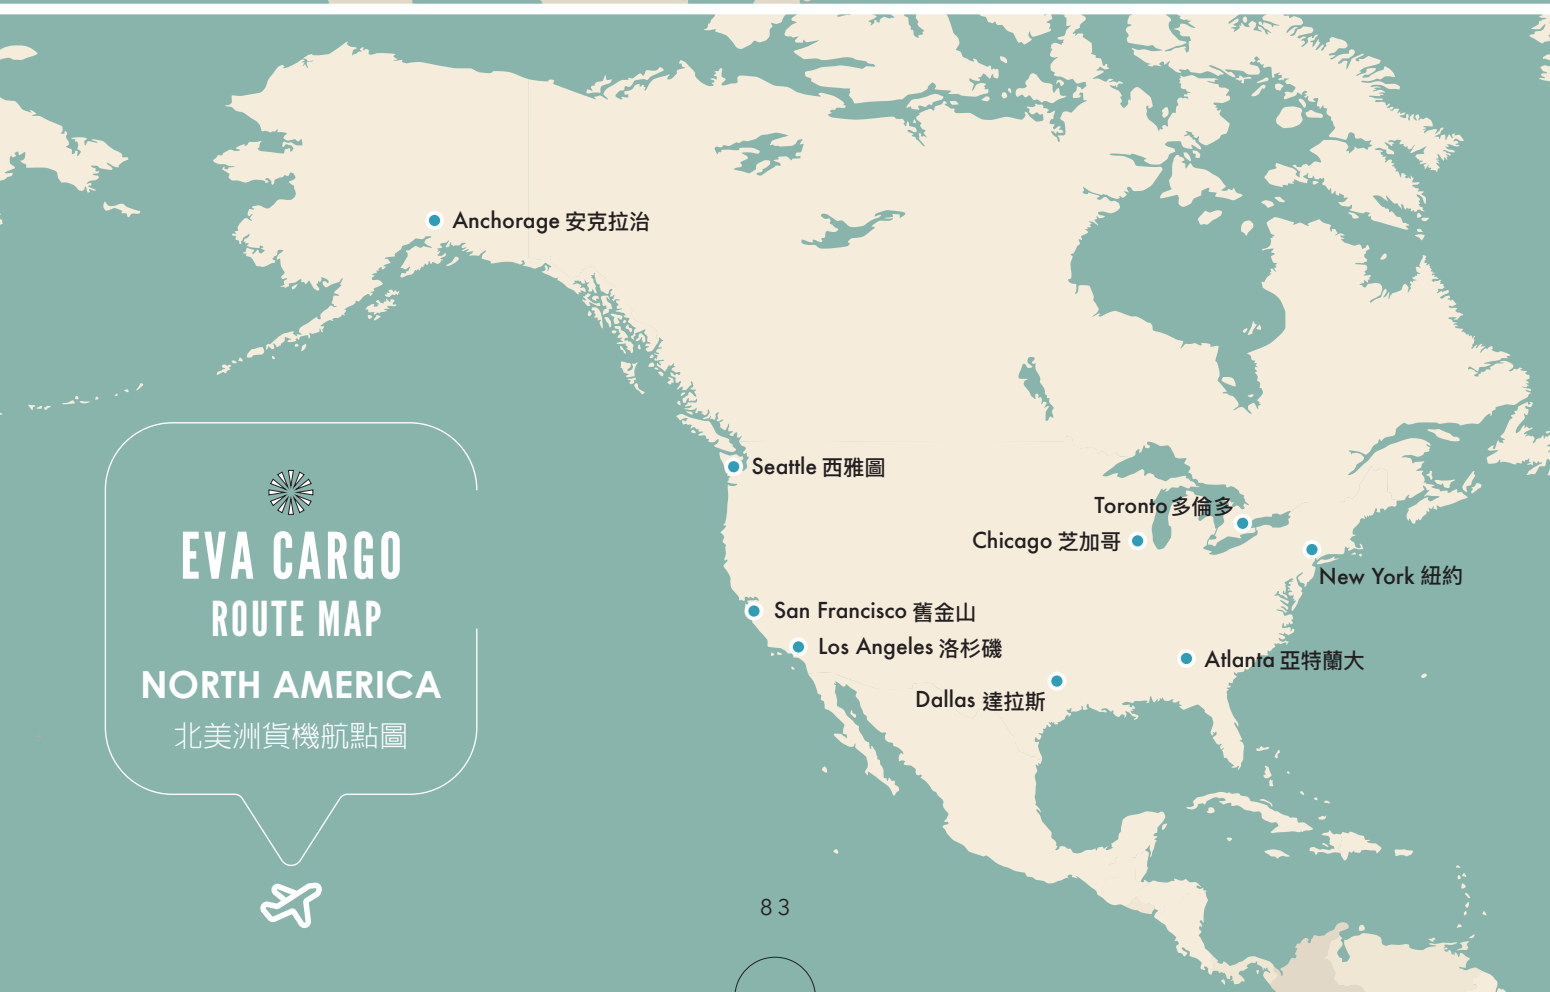 Anchorage 安克拉治
Seattle 西雅圖
Toronto 多倫多
Chicago 芝加哥
New York 紐約
San Francisco 舊金山
Los Angeles 洛杉磯
Atlanta 亞特蘭大
Dallas 達拉斯
EVA CARGO
ROUTE MAP
NORTH AMERICA
北美洲貨機航點圖
83